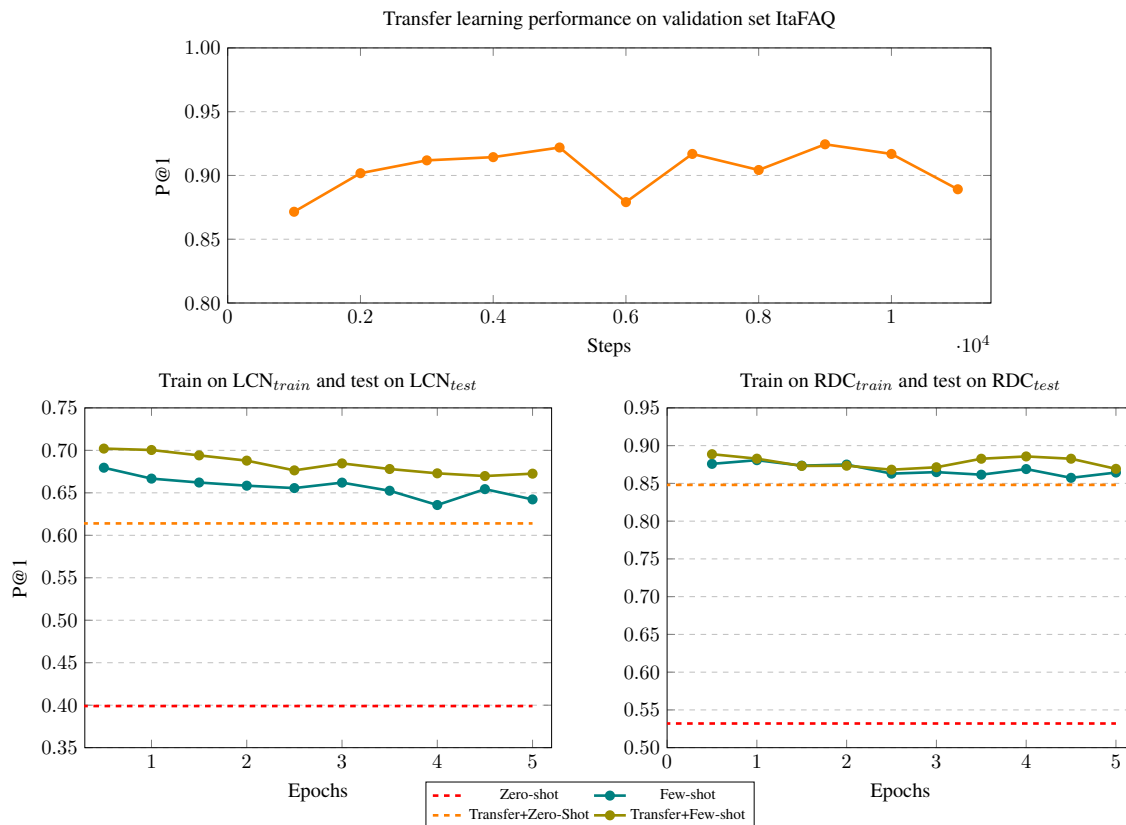 Transfer learning performance on validation set ItaFAQ
1.00
0.95
0.90
0.85
0.80
P@1
0 0.2 0.4 0.6 0.8 1
·10⁴
Steps
Train on LCN_train and test on LCN_test
0.75
0.70
0.65
0.60
0.55
0.50
0.45
0.40
0.35
P@1
1 2 3 4 5
Epochs
Train on RDC_train and test on RDC_test
0.95
0.90
0.85
0.80
0.75
0.70
0.65
0.60
0.55
0.50
0 1 2 3 4 5
Epochs
Zero-shot Few-shot
Transfer+Zero-Shot Transfer+Few-shot